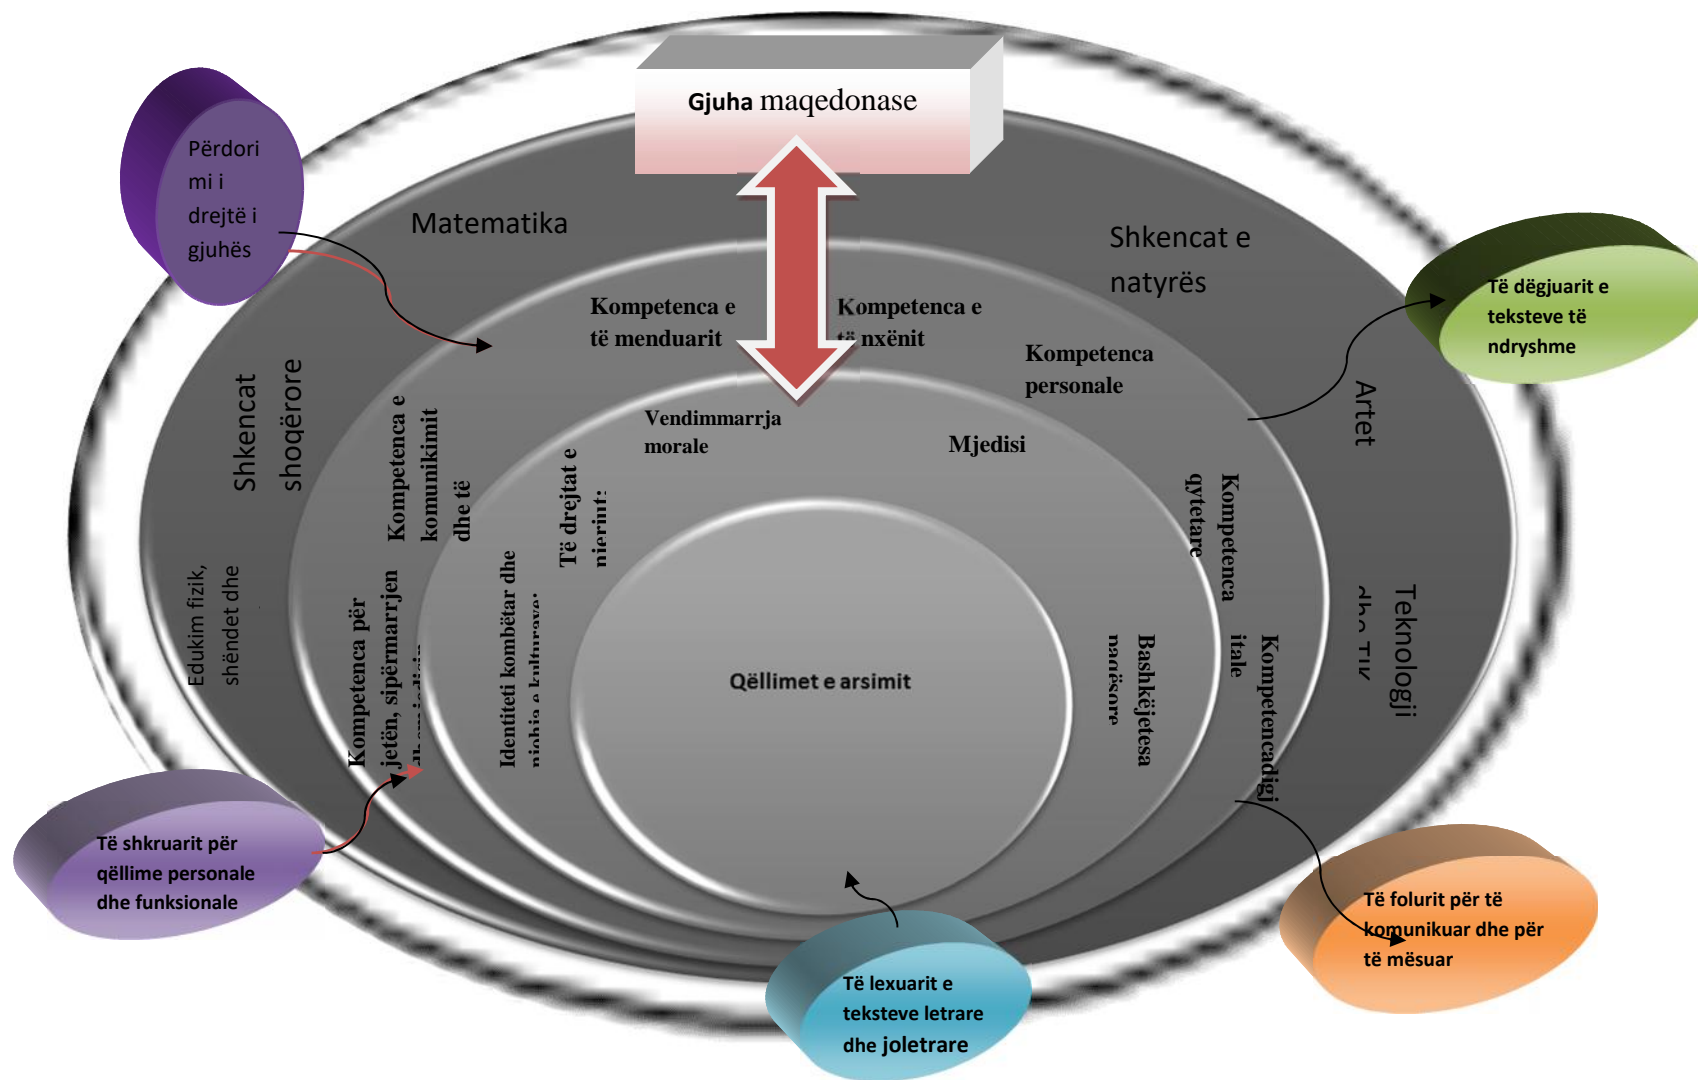 Gjuha maqedonase
Përdori
mi i
drejtë i
gjuhës
Matematika
Shkencat e
natyrës
Të dëgjuarit e
teksteve të
ndryshme
Kompetenca e
të menduarit
Kompetenca e
të nxënit
Kompetenca
personale
Shkencat
shoqërore
Artet
Kompetenca e
komunikimit
dhe të
Vendimmarrja
morale
Mjedisi
Të drejtat e
Kompetenca
qytetare
Edukim fizik,
shëndet dhe
Kompetenca për
jetën, sipërmarrjen
Identiteti kombëtar dhe
Qëllimet e arsimit
Bashkëjetesa
paqësore
Kompetencadigj
itale
Teknologji
dhe TIK
Të shkruarit për
qëllime personale
dhe funksionale
Të lexuarit e
teksteve letrare
dhe joletrare
Të folurit për të
komunikuar dhe për
të mësuar